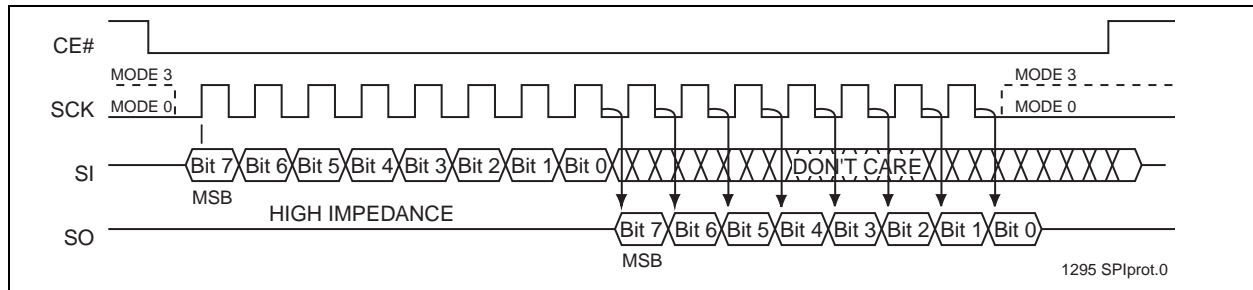 CE#
MODE 3 MODE 3
SCK MODE 0 MODE 0
SI Bit 7 Bit 6 Bit 5 Bit 4 Bit 3 Bit 2 Bit 1 Bit 0 DON'T CARE
MSB
HIGH IMPEDANCE
SO Bit 7 Bit 6 Bit 5 Bit 4 Bit 3 Bit 2 Bit 1 Bit 0
MSB
1295 SPIprot.0